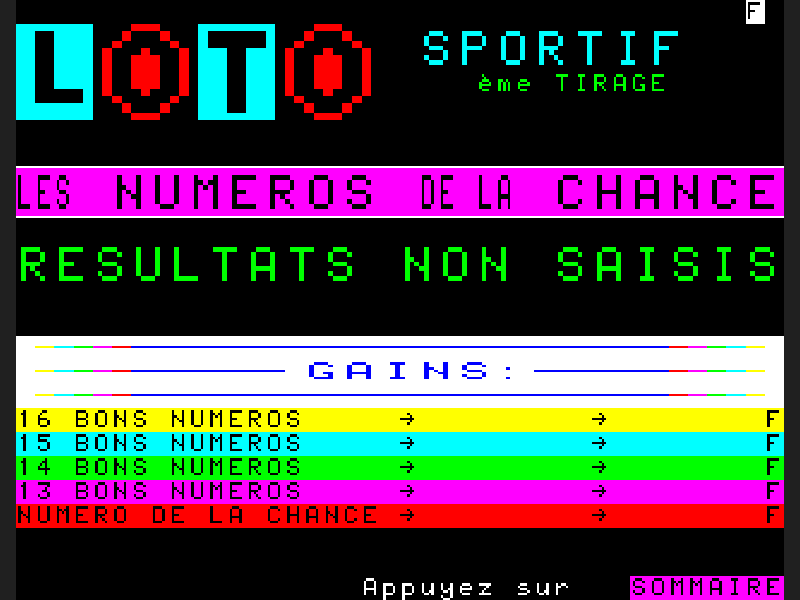 F
LOTO SPORTIF
ème TIRAGE
LES NUMEROS DE LA CHANCE
RESULTATS NON SAISIS
GAINS:
16 BONS NUMEROS → → F
15 BONS NUMEROS → → F
14 BONS NUMEROS → → F
13 BONS NUMEROS → → F
NUMERO DE LA CHANCE → → F
Appuyez sur SOMMAIRE